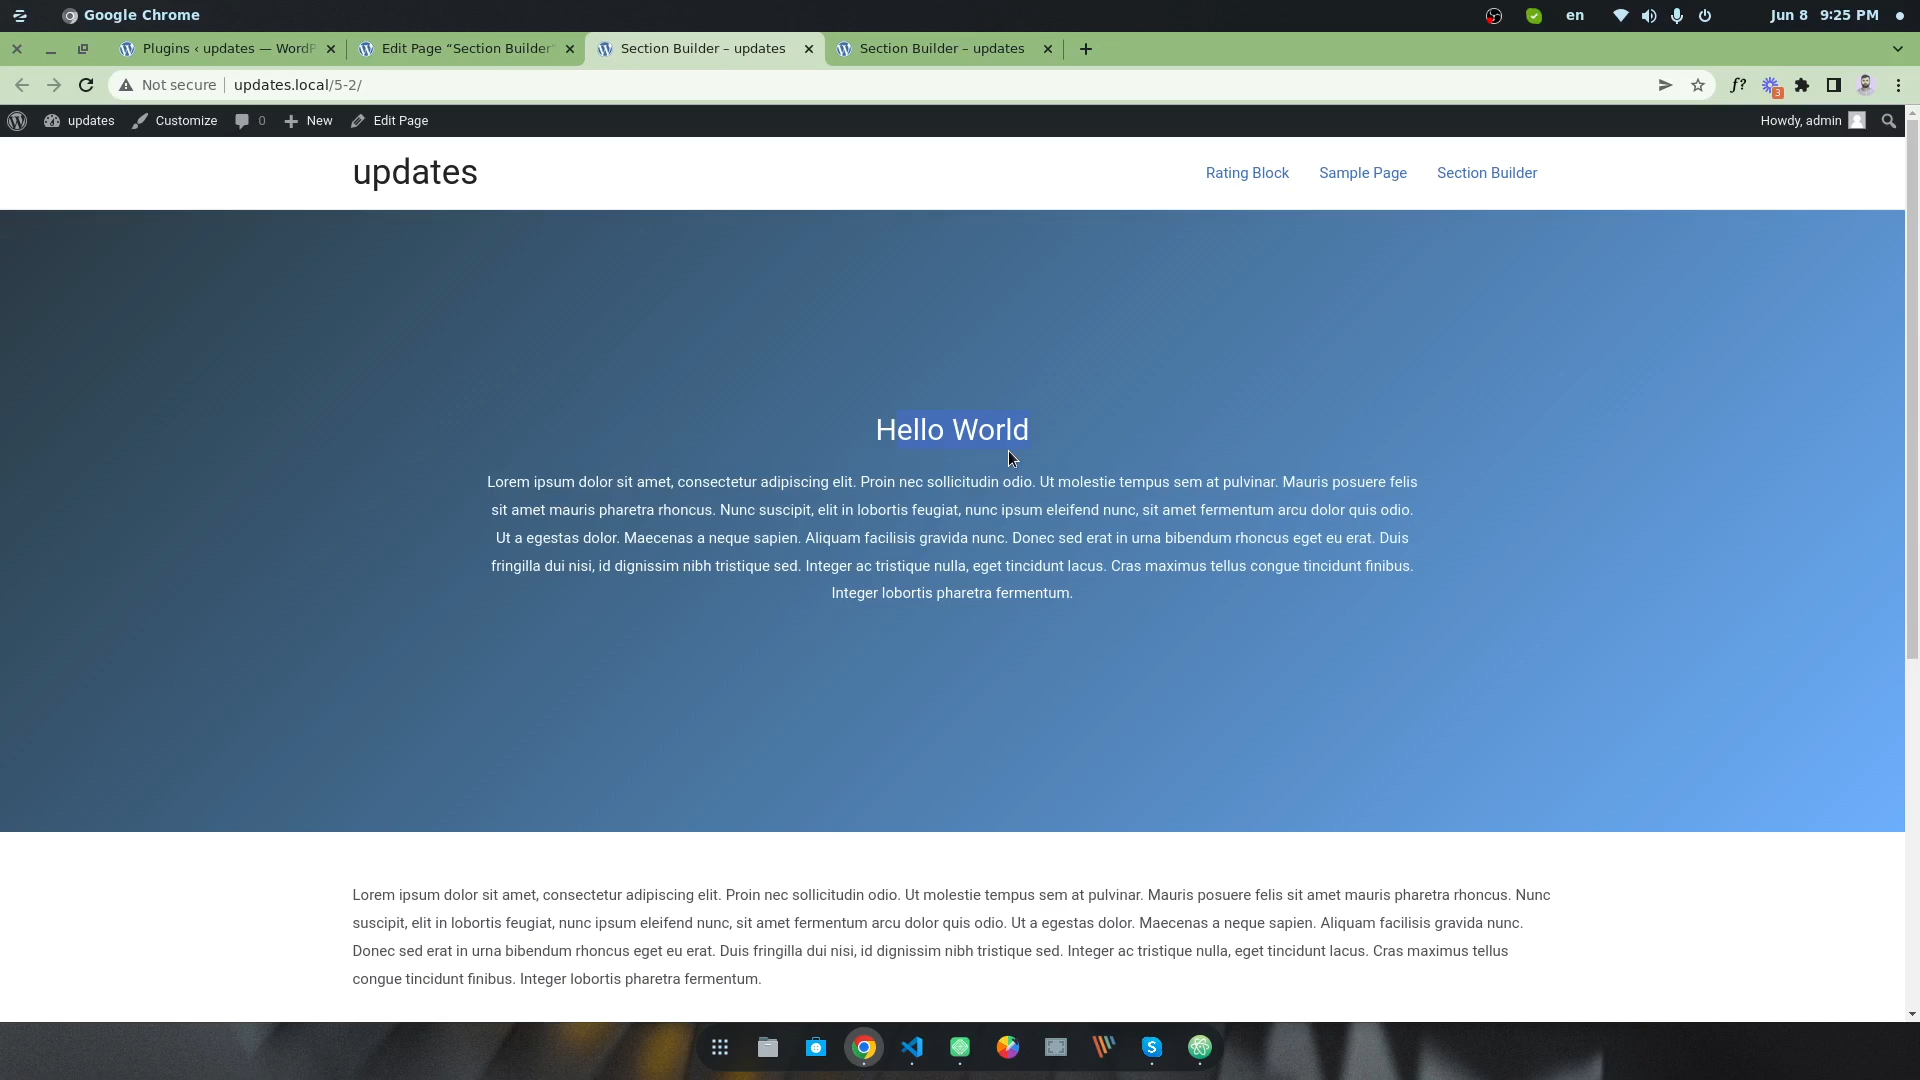 Google Chrome
en
Jun 8 9:25 PM
Plugins ‹ updates — WordP
Edit Page “Section Builder”
Section Builder – updates
Section Builder – updates
Not secure
updates.local/5-2/
f?
3
updates
Customize
0
New
Edit Page
Howdy, admin
updates
Rating Block
Sample Page
Section Builder
Hello World
Lorem ipsum dolor sit amet, consectetur adipiscing elit. Proin nec sollicitudin odio. Ut molestie tempus sem at pulvinar. Mauris posuere felis
sit amet mauris pharetra rhoncus. Nunc suscipit, elit in lobortis feugiat, nunc ipsum eleifend nunc, sit amet fermentum arcu dolor quis odio.
Ut a egestas dolor. Maecenas a neque sapien. Aliquam facilisis gravida nunc. Donec sed erat in urna bibendum rhoncus eget eu erat. Duis
fringilla dui nisi, id dignissim nibh tristique sed. Integer ac tristique nulla, eget tincidunt lacus. Cras maximus tellus congue tincidunt finibus.
Integer lobortis pharetra fermentum.
Lorem ipsum dolor sit amet, consectetur adipiscing elit. Proin nec sollicitudin odio. Ut molestie tempus sem at pulvinar. Mauris posuere felis sit amet mauris pharetra rhoncus. Nunc
suscipit, elit in lobortis feugiat, nunc ipsum eleifend nunc, sit amet fermentum arcu dolor quis odio. Ut a egestas dolor. Maecenas a neque sapien. Aliquam facilisis gravida nunc.
Donec sed erat in urna bibendum rhoncus eget eu erat. Duis fringilla dui nisi, id dignissim nibh tristique sed. Integer ac tristique nulla, eget tincidunt lacus. Cras maximus tellus
congue tincidunt finibus. Integer lobortis pharetra fermentum.